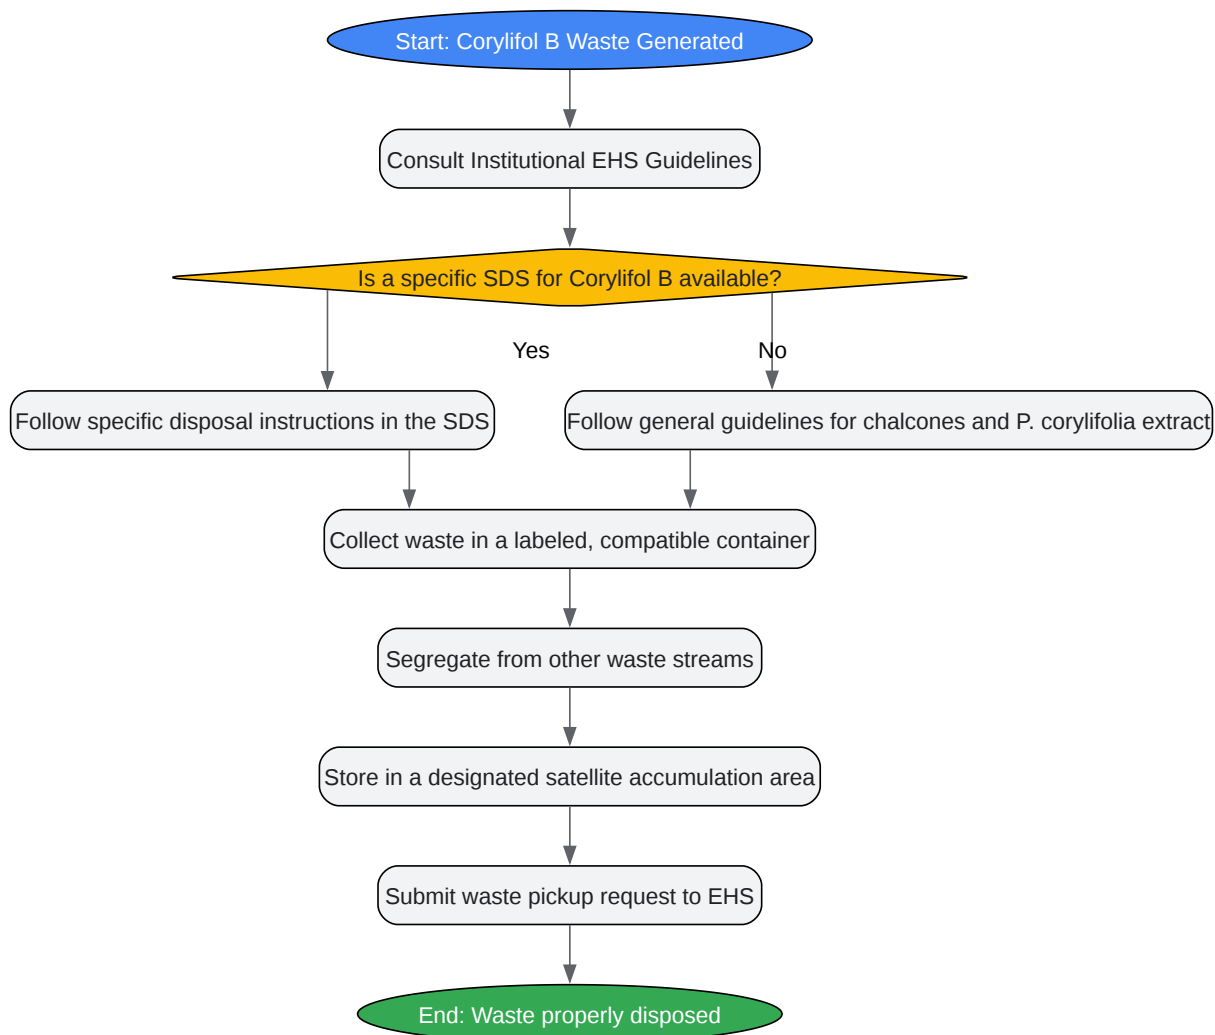 Start: Corylifol B Waste Generated
Consult Institutional EHS Guidelines
Is a specific SDS for Corylifol B available?
Yes
No
Follow specific disposal instructions in the SDS
Follow general guidelines for chalcones and P. corylifolia extract
Collect waste in a labeled, compatible container
Segregate from other waste streams
Store in a designated satellite accumulation area
Submit waste pickup request to EHS
End: Waste properly disposed